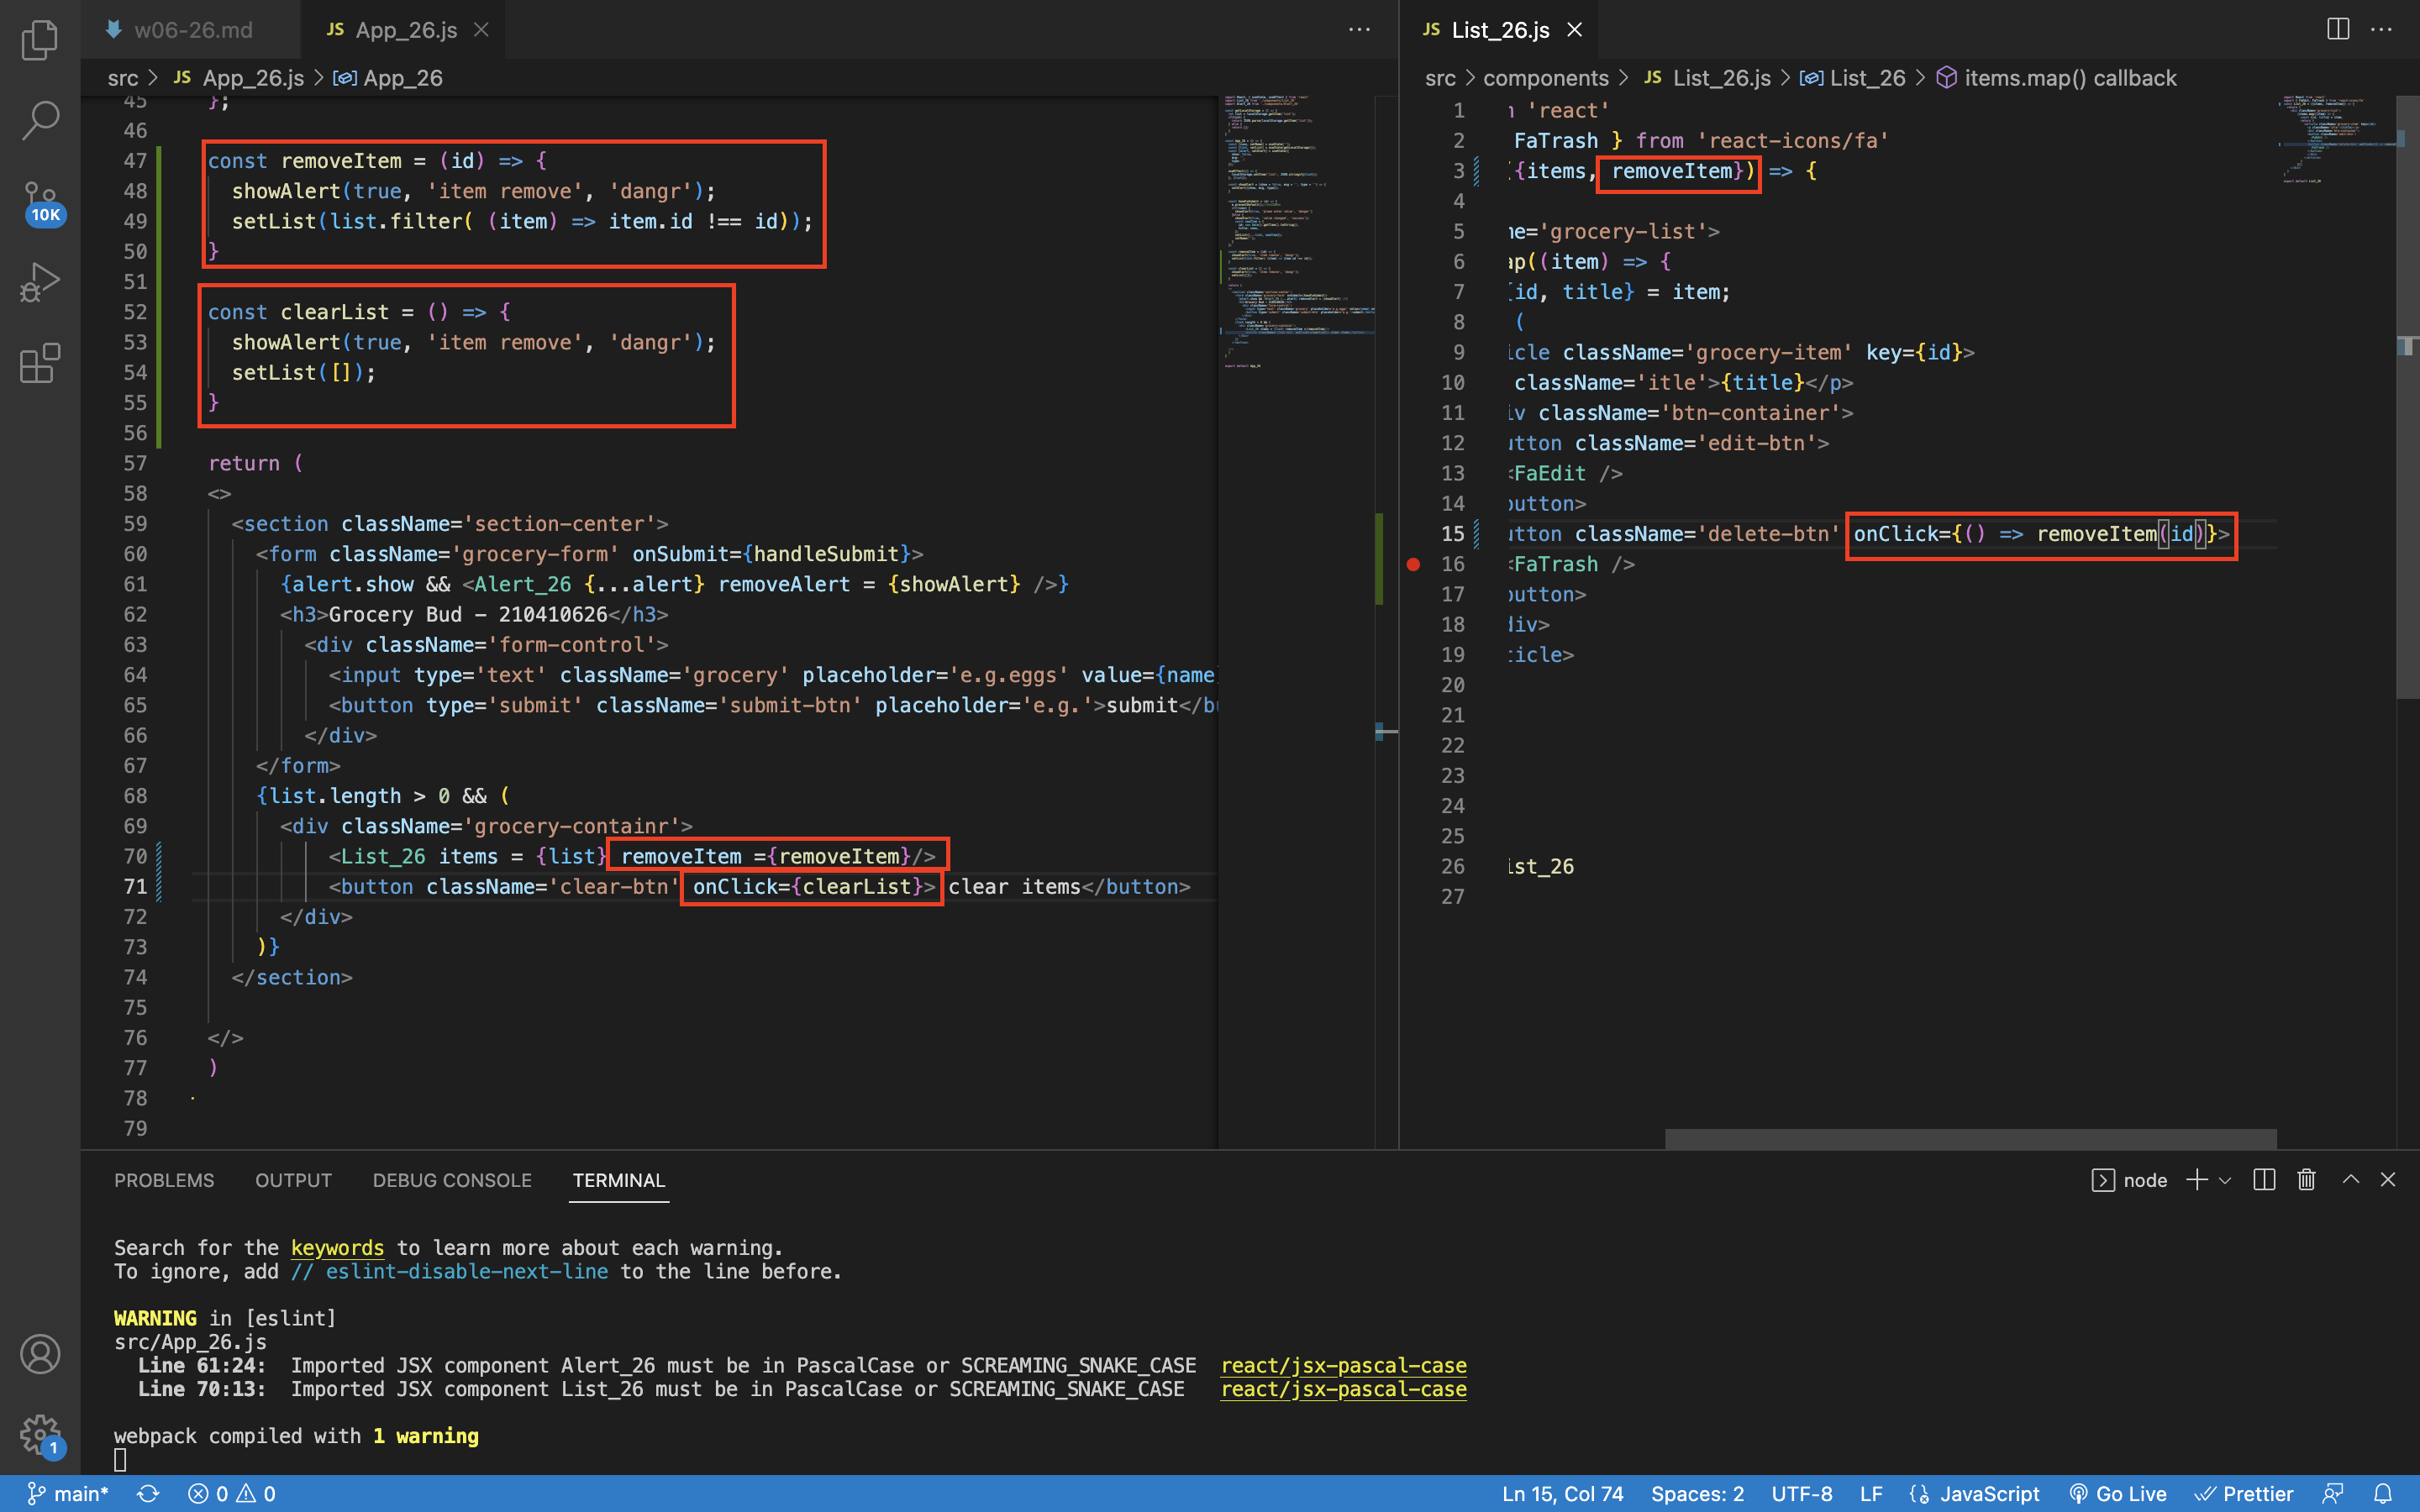 w06-26.md
JS App_26.js
src > JS App_26.js > App_26
45 };
46
47 const removeItem = (id) => {
48 showAlert(true, 'item remove', 'dangr');
49 setList(list.filter( (item) => item.id !== id));
50 }
51
52 const clearList = () => {
53 showAlert(true, 'item remove', 'dangr');
54 setList([]);
55 }
56
57 return (
58 <>
59 <section className='section-center'>
60 <form className='grocery-form' onSubmit={handleSubmit}>
61 {alert.show && <Alert_26 {...alert} removeAlert = {showAlert} />}
62 <h3>Grocery Bud - 210410626</h3>
63 <div className='form-control'>
64 <input type='text' className='grocery' placeholder='e.g.eggs' value={name
65 <button type='submit' className='submit-btn' placeholder='e.g.'>submit</bu
66 </div>
67 </form>
68 {list.length > 0 && (
69 <div className='grocery-containr'>
70 <List_26 items = {list} removeItem ={removeItem}/>
71 <button className='clear-btn' onClick={clearList}> clear items</button>
72 </div>
73 )}
74 </section>
75
76 </>
77 )
78
79
JS List_26.js
src > components > JS List_26.js > List_26 > items.map() callback
1 'react'
2 FaTrash } from 'react-icons/fa'
3 {items, removeItem}) => {
4
5 me='grocery-list'>
6 ap((item) => {
7 {id, title} = item;
8 (
9 icle className='grocery-item' key={id}>
10 className='itle'>{title}</p>
11 iv className='btn-container'>
12 utton className='edit-btn'>
13 <FaEdit />
14 button>
15 utton className='delete-btn' onClick={() => removeItem(id)}>
16 <FaTrash />
17 button>
18 div>
19 ticle>
20
21
22
23
24
25
26 ist_26
27
10K
1
PROBLEMS OUTPUT DEBUG CONSOLE TERMINAL
node
Search for the keywords to learn more about each warning.
To ignore, add // eslint-disable-next-line to the line before.
WARNING in [eslint]
src/App_26.js
Line 61:24: Imported JSX component Alert_26 must be in PascalCase or SCREAMING_SNAKE_CASE react/jsx-pascal-case
Line 70:13: Imported JSX component List_26 must be in PascalCase or SCREAMING_SNAKE_CASE react/jsx-pascal-case
webpack compiled with 1 warning
main* 0 0 Ln 15, Col 74 Spaces: 2 UTF-8 LF JavaScript Go Live Prettier